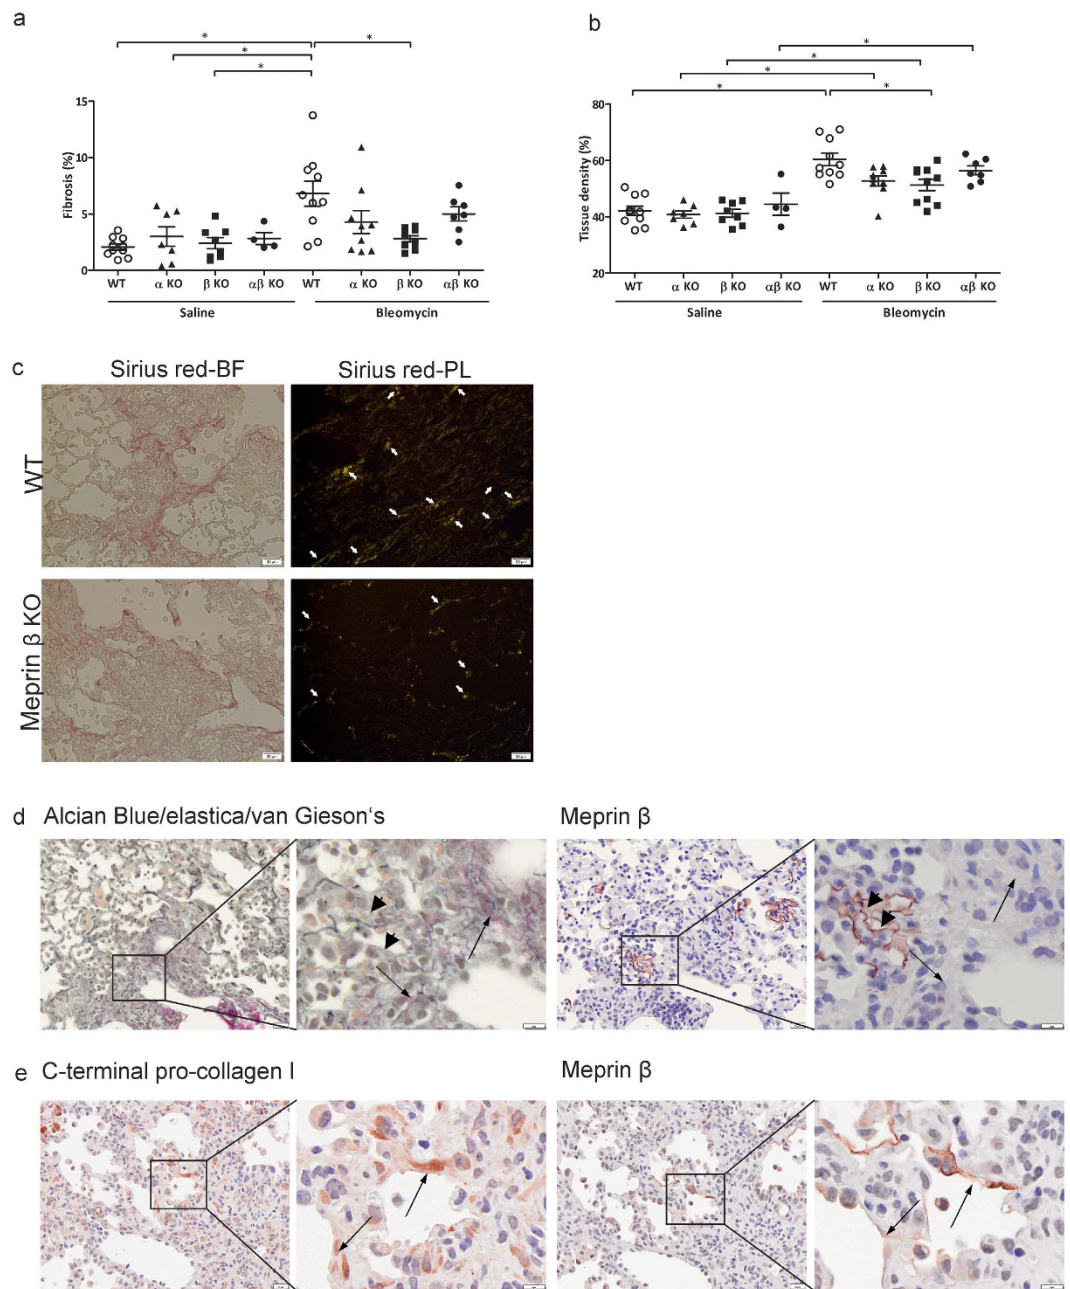 a
*
*
*
*
15
10
5
0
Fibrosis (%)
WT
α KO
β KO
αβ KO
WT
α KO
β KO
αβ KO
Saline
Bleomycin
b
*
*
*
*
*
80
60
40
20
Tissue density (%)
WT
α KO
β KO
αβ KO
WT
α KO
β KO
αβ KO
Saline
Bleomycin
c
Sirius red-BF
Sirius red-PL
WT
Meprin β KO
d
Alcian Blue/elastica/van Gieson‘s
Meprin β
e
C-terminal pro-collagen I
Meprin β